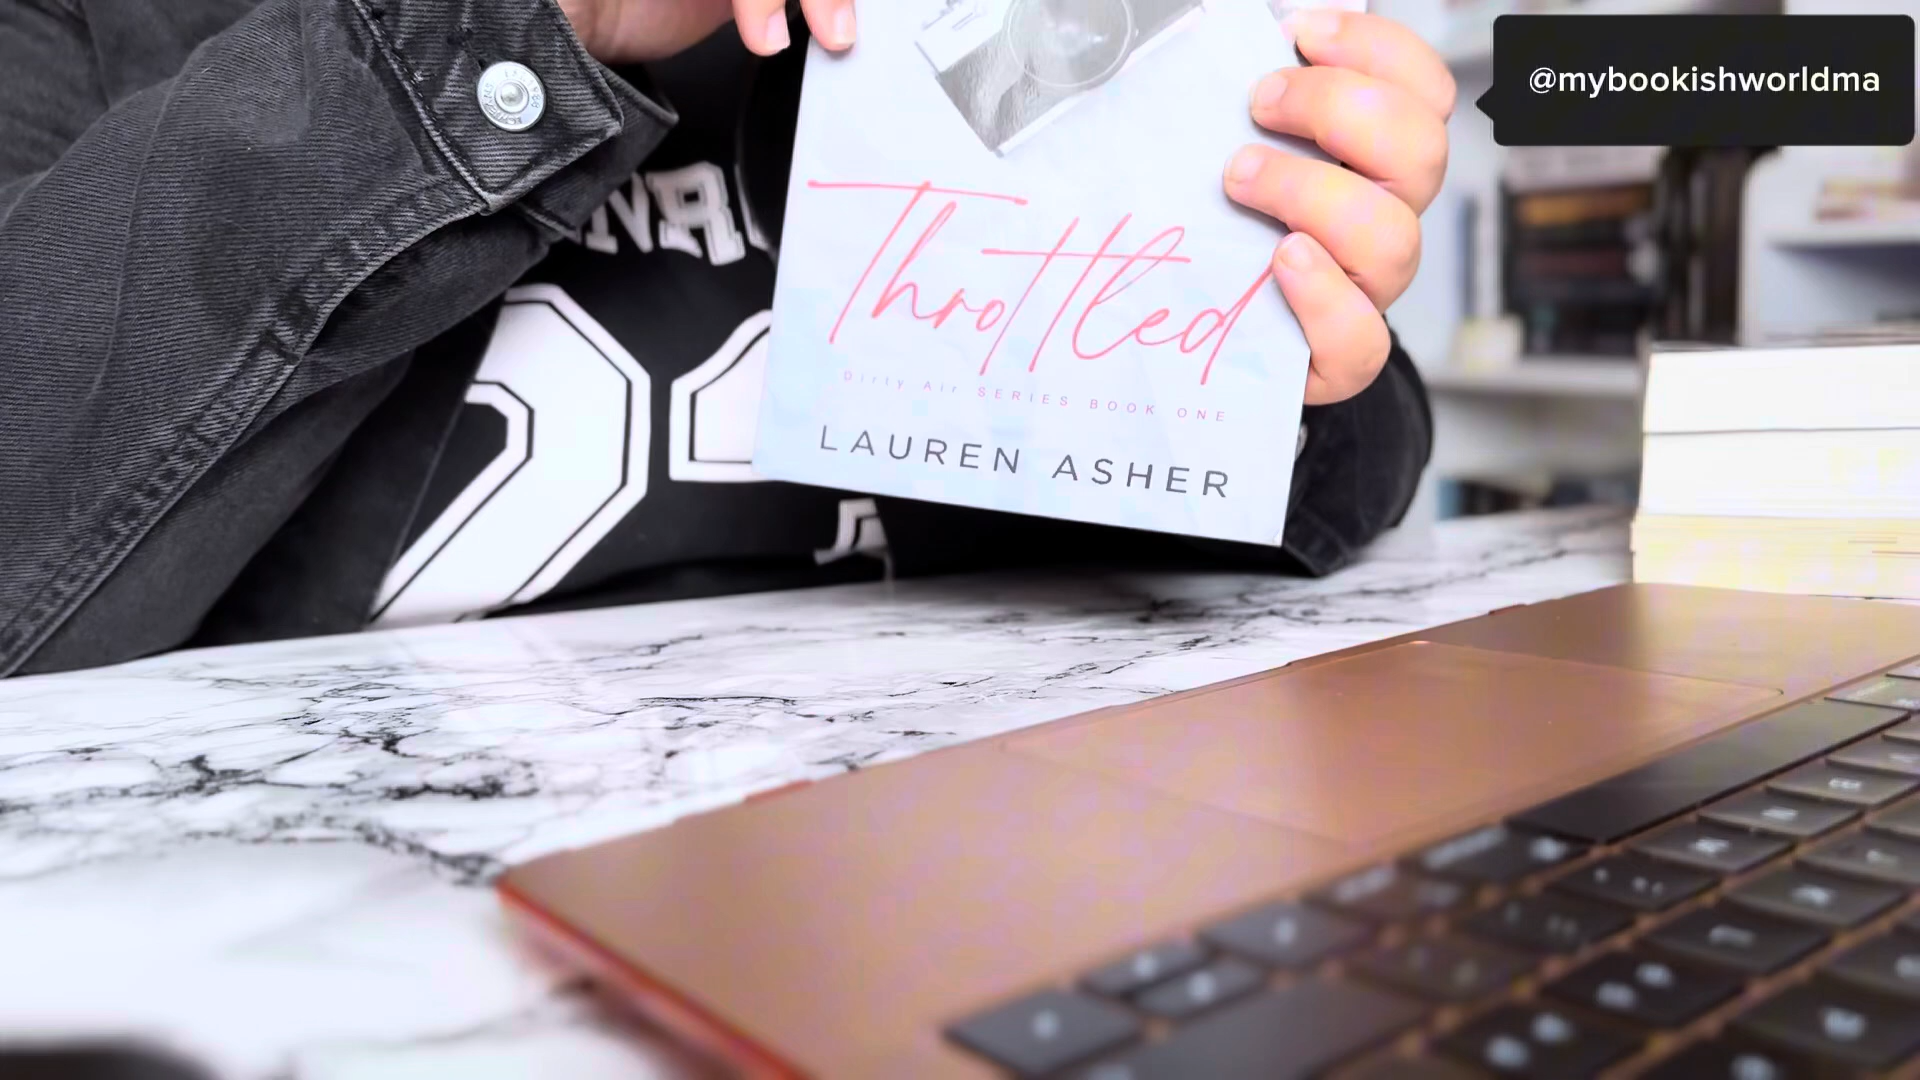 @mybookishworldma
Throttled
Dirty Air SERIES BOOK ONE
LAUREN ASHER